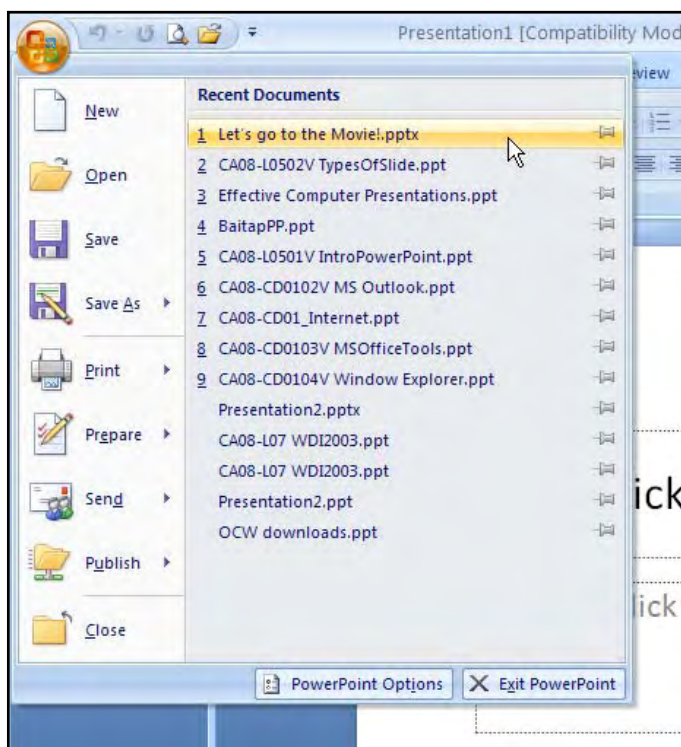 Presentation1 [Compatibility Mod
view
New
Open
Save
Save As
Print
Prepare
Send
Publish
Close
Recent Documents
1 Let's go to the Movie!.pptx
2 CA08-L0502V TypesOfSlide.ppt
3 Effective Computer Presentations.ppt
4 BaitapPP.ppt
5 CA08-L0501V IntroPowerPoint.ppt
6 CA08-CD0102V MS Outlook.ppt
7 CA08-CD01_Internet.ppt
8 CA08-CD0103V MSOfficeTools.ppt
9 CA08-CD0104V Window Explorer.ppt
Presentation2.pptx
CA08-L07 WDI2003.ppt
CA08-L07 WDI2003.ppt
Presentation2.ppt
OCW downloads.ppt
ick
lick
PowerPoint Options
Exit PowerPoint